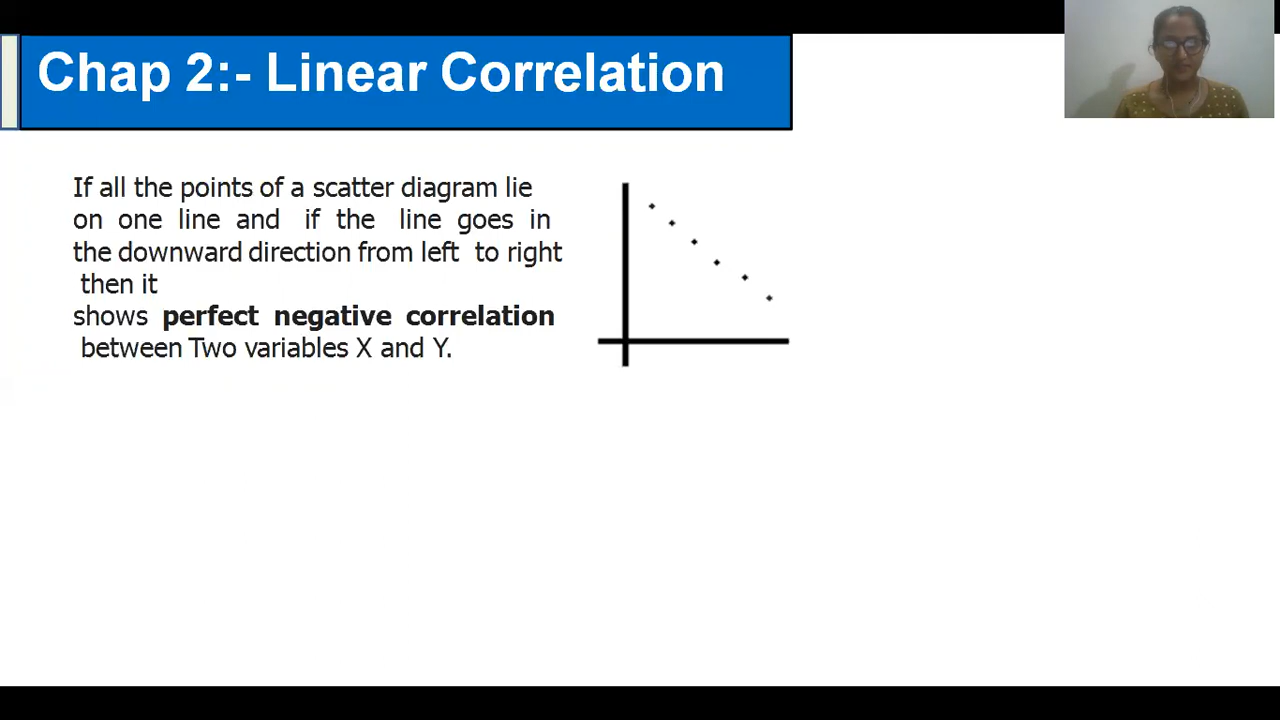 Chap 2:- Linear Correlation
If all the points of a scatter diagram lie
on one line and if the line goes in
the downward direction from left to right
then it
shows perfect negative correlation
between Two variables X and Y.